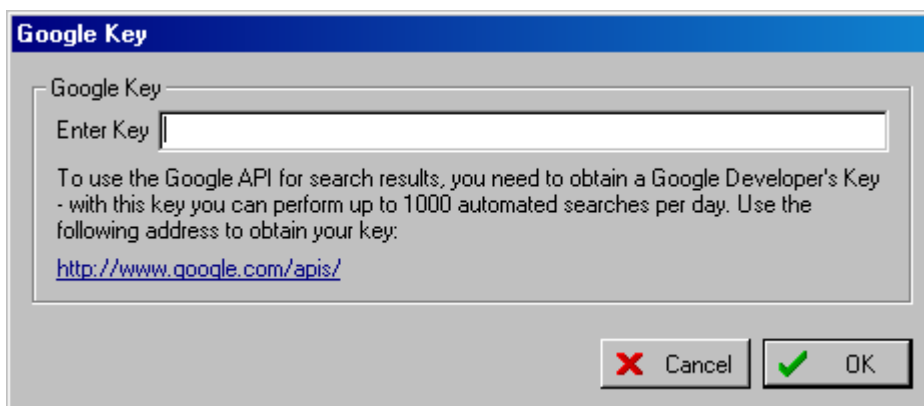 Google Key
Google Key
Enter Key
To use the Google API for search results, you need to obtain a Google Developer's Key
- with this key you can perform up to 1000 automated searches per day. Use the
following address to obtain your key:
http://www.google.com/apis/
Cancel
OK